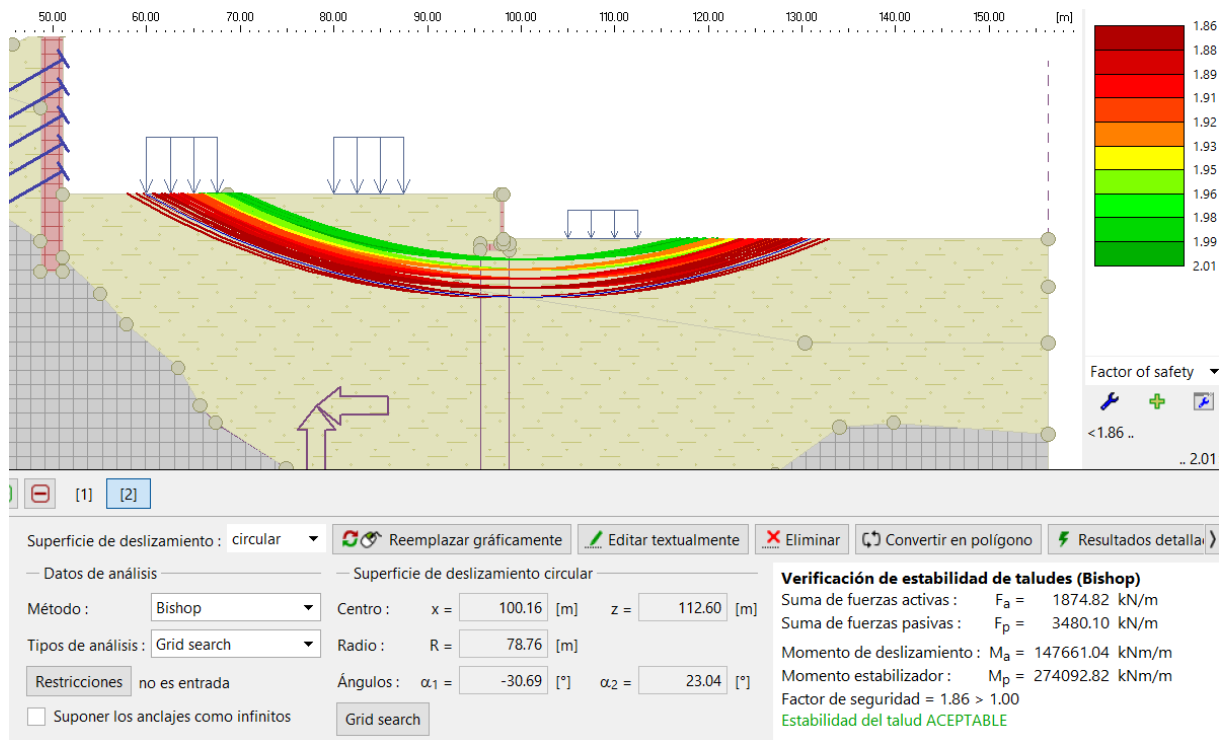 50.00 60.00 70.00 80.00 90.00 100.00 110.00 120.00 130.00 140.00 150.00 [m]
1.86
1.88
1.89
1.91
1.92
1.93
1.95
1.96
1.98
1.99
2.01
Factor of safety
<1.86 ..
.. 2.01
[1] [2]
Superficie de deslizamiento : circular Reemplazar gráficamente Editar textualmente Eliminar Convertir en polígono Resultados detalla
Datos de análisis
Método : Bishop
Tipos de análisis : Grid search
Restricciones no es entrada
Suponer los anclajes como infinitos
Superficie de deslizamiento circular
Centro : x = 100.16 [m] z = 112.60 [m]
Radio : R = 78.76 [m]
Ángulos : α1 = -30.69 [°] α2 = 23.04 [°]
Grid search
Verificación de estabilidad de taludes (Bishop)
Suma de fuerzas activas : Fa = 1874.82 kN/m
Suma de fuerzas pasivas : Fp = 3480.10 kN/m
Momento de deslizamiento : Ma = 147661.04 kNm/m
Momento estabilizador : Mp = 274092.82 kNm/m
Factor de seguridad = 1.86 > 1.00
Estabilidad del talud ACEPTABLE